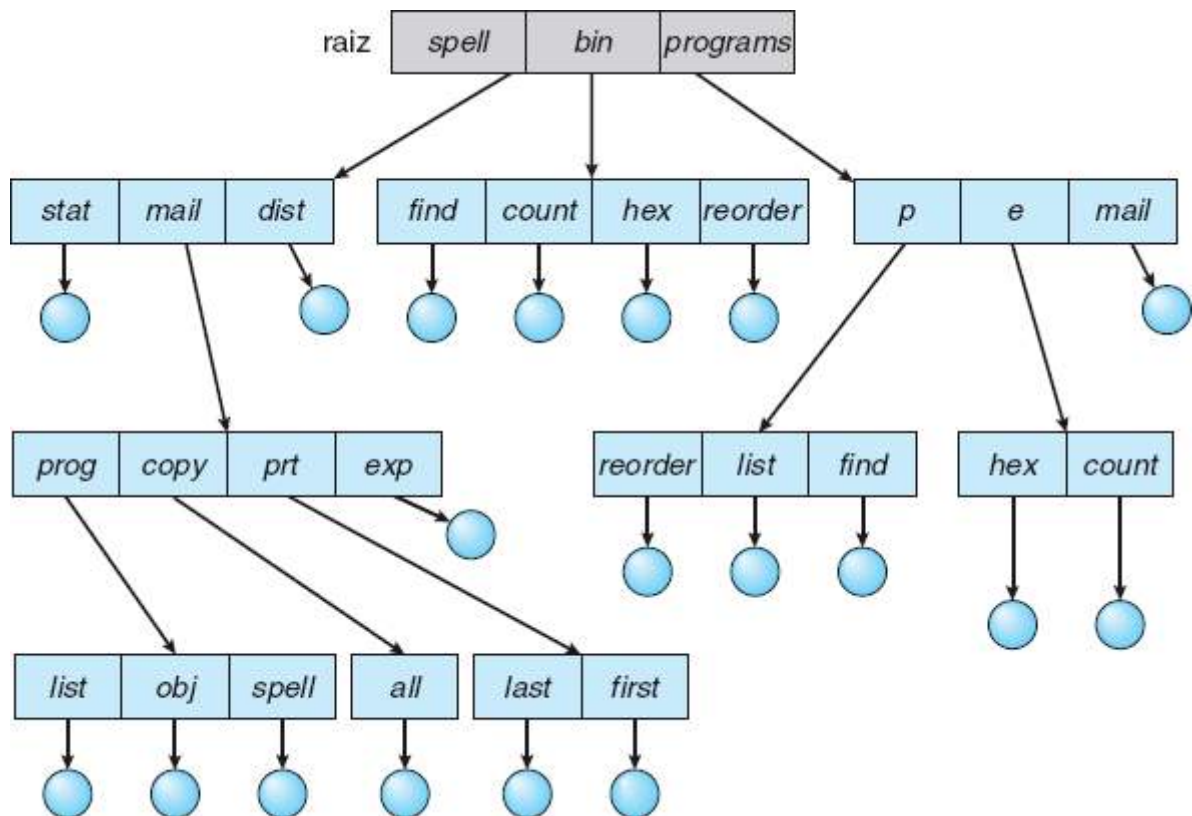 raiz spell bin programs
stat mail dist find count hex reorder p e mail
prog copy prt exp reorder list find hex count
list obj spell all last first